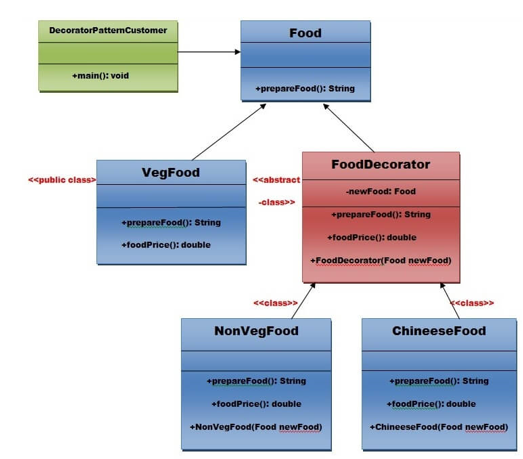 DecoratorPatternCustomer
+main(): void
Food
+prepareFood(): String
<<public class>
VegFood
+prepareFood(): String
+foodPrice(): double
<<abstract
-class>>
FoodDecorator
-newFood: Food
+prepareFood(): String
+foodPrice(): double
+FoodDecorator(Food newFood)
<<class>>
<<class>>
NonVegFood
+prepareFood(): String
+foodPrice(): double
+NonVegFood(Food newFood)
ChineeseFood
+prepareFood(): String
+foodPrice(): double
+ChineeseFood(Food newFood)